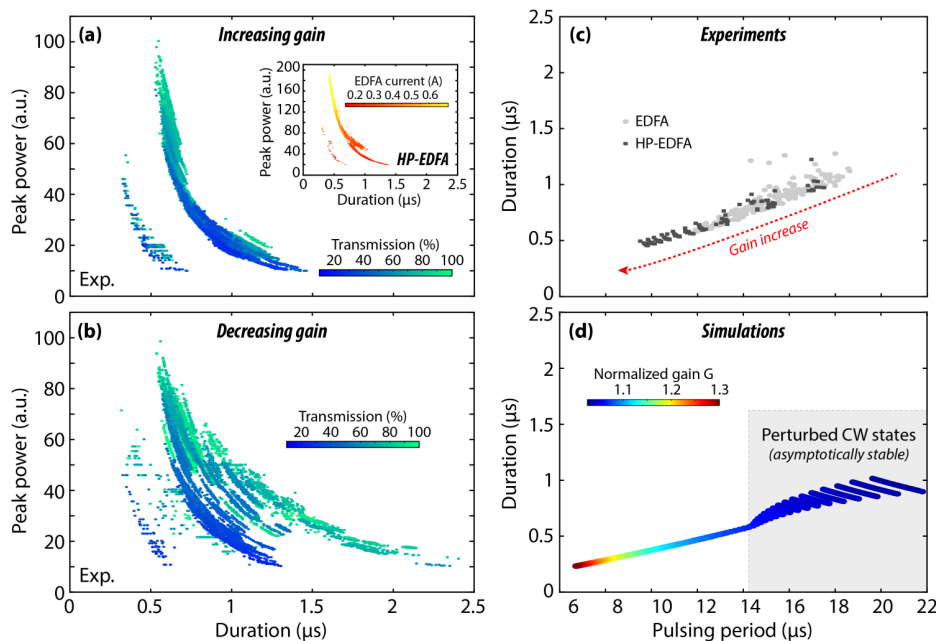 (a)
Increasing gain
Peak power (a.u.)
100
80
60
40
20
0
Exp.
Transmission (%)
20 40 60 80 100
Peak power (a.u.)
200
160
120
80
40
0
EDFA current (A)
0.2 0.3 0.4 0.5 0.6
HP-EDFA
0 0.5 1 1.5 2 2.5
Duration (μs)
(b)
Decreasing gain
Peak power (a.u.)
100
80
60
40
20
0
Transmission (%)
20 40 60 80 100
Exp.
0 0.5 1 1.5 2 2.5
Duration (μs)
(c)
Experiments
Duration (μs)
2.5
2
1.5
1
0.5
0
EDFA
HP-EDFA
Gain increase
(d)
Simulations
Duration (μs)
2.5
2
1.5
1
0.5
0
Normalized gain G
1.1 1.2 1.3
Perturbed CW states
(asymptotically stable)
6 8 10 12 14 16 18 20 22
Pulsing period (μs)